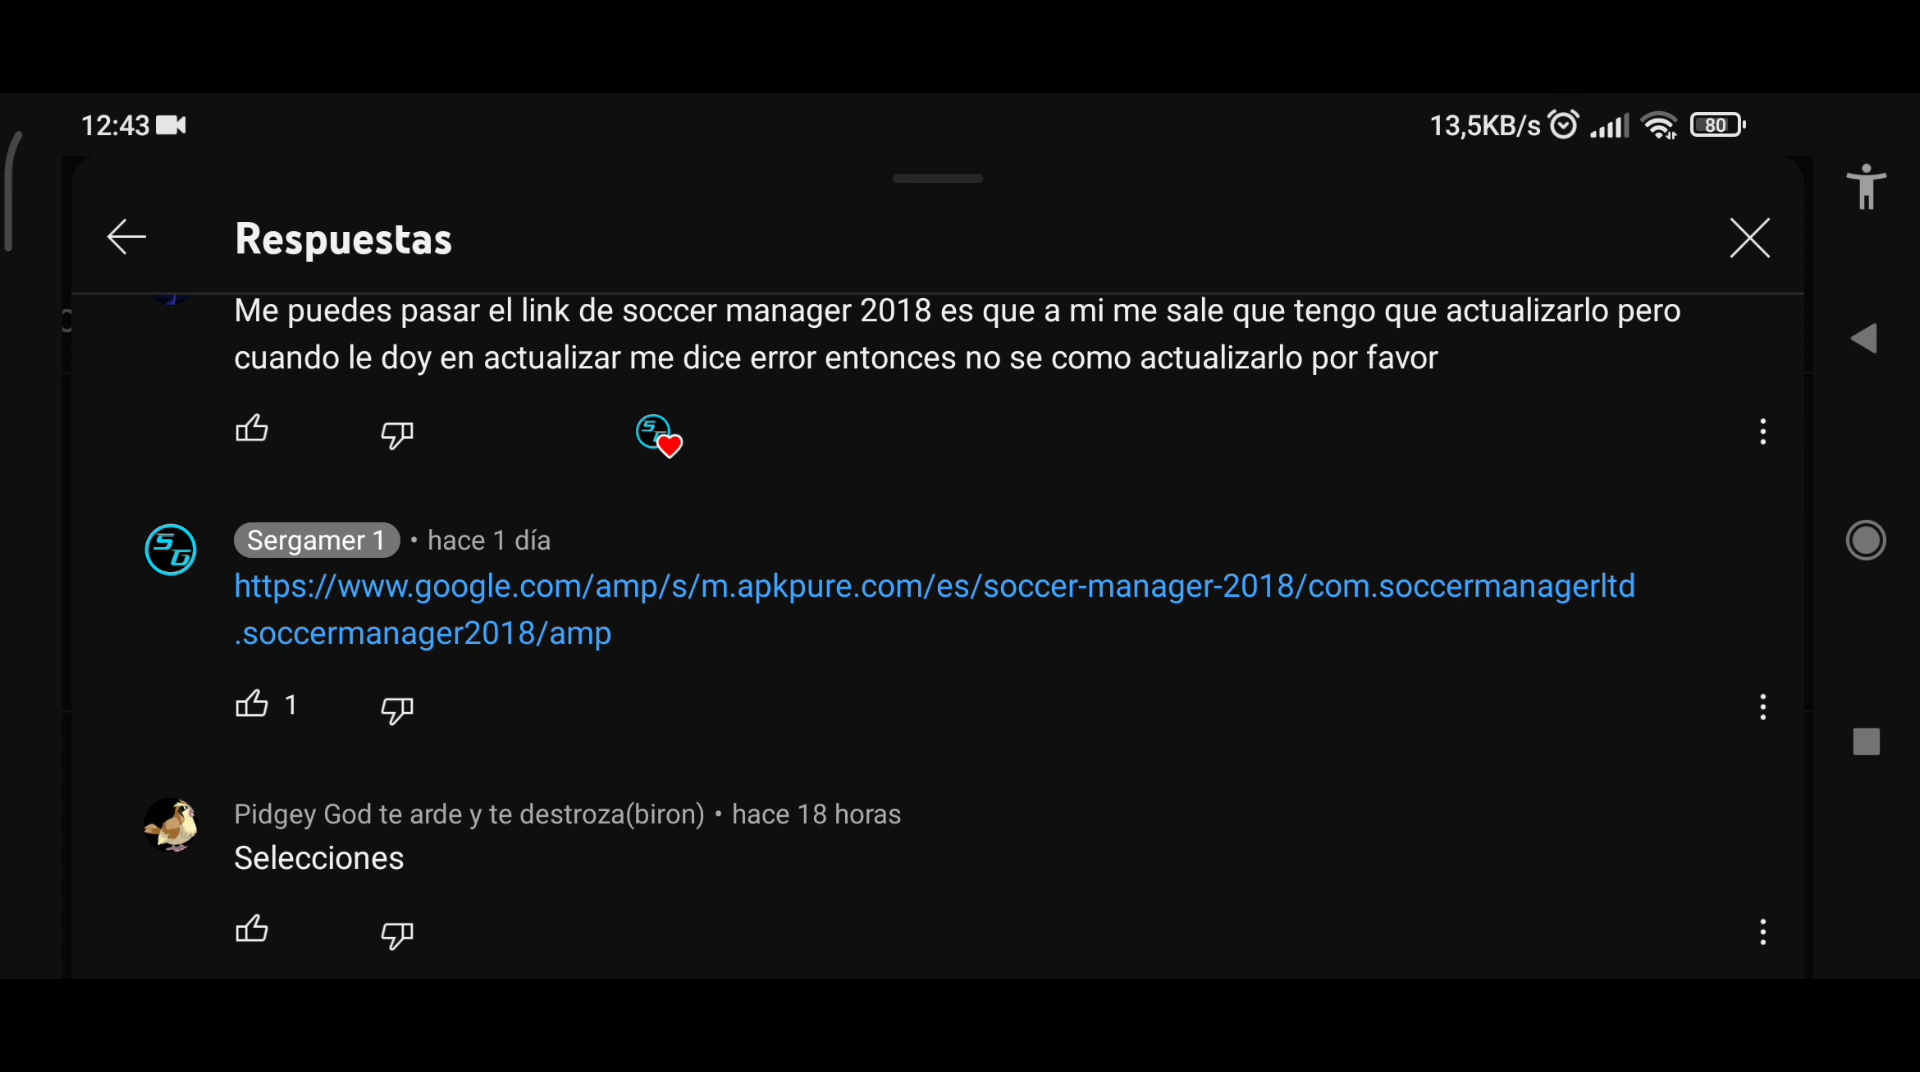 12:43
13,5KB/s
80
Respuestas
Me puedes pasar el link de soccer manager 2018 es que a mi me sale que tengo que actualizarlo pero
cuando le doy en actualizar me dice error entonces no se como actualizarlo por favor
Sergamer 1 • hace 1 día
https://www.google.com/amp/s/m.apkpure.com/es/soccer-manager-2018/com.soccermanagerltd
.soccermanager2018/amp
1
Pidgey God te arde y te destroza(biron) • hace 18 horas
Selecciones